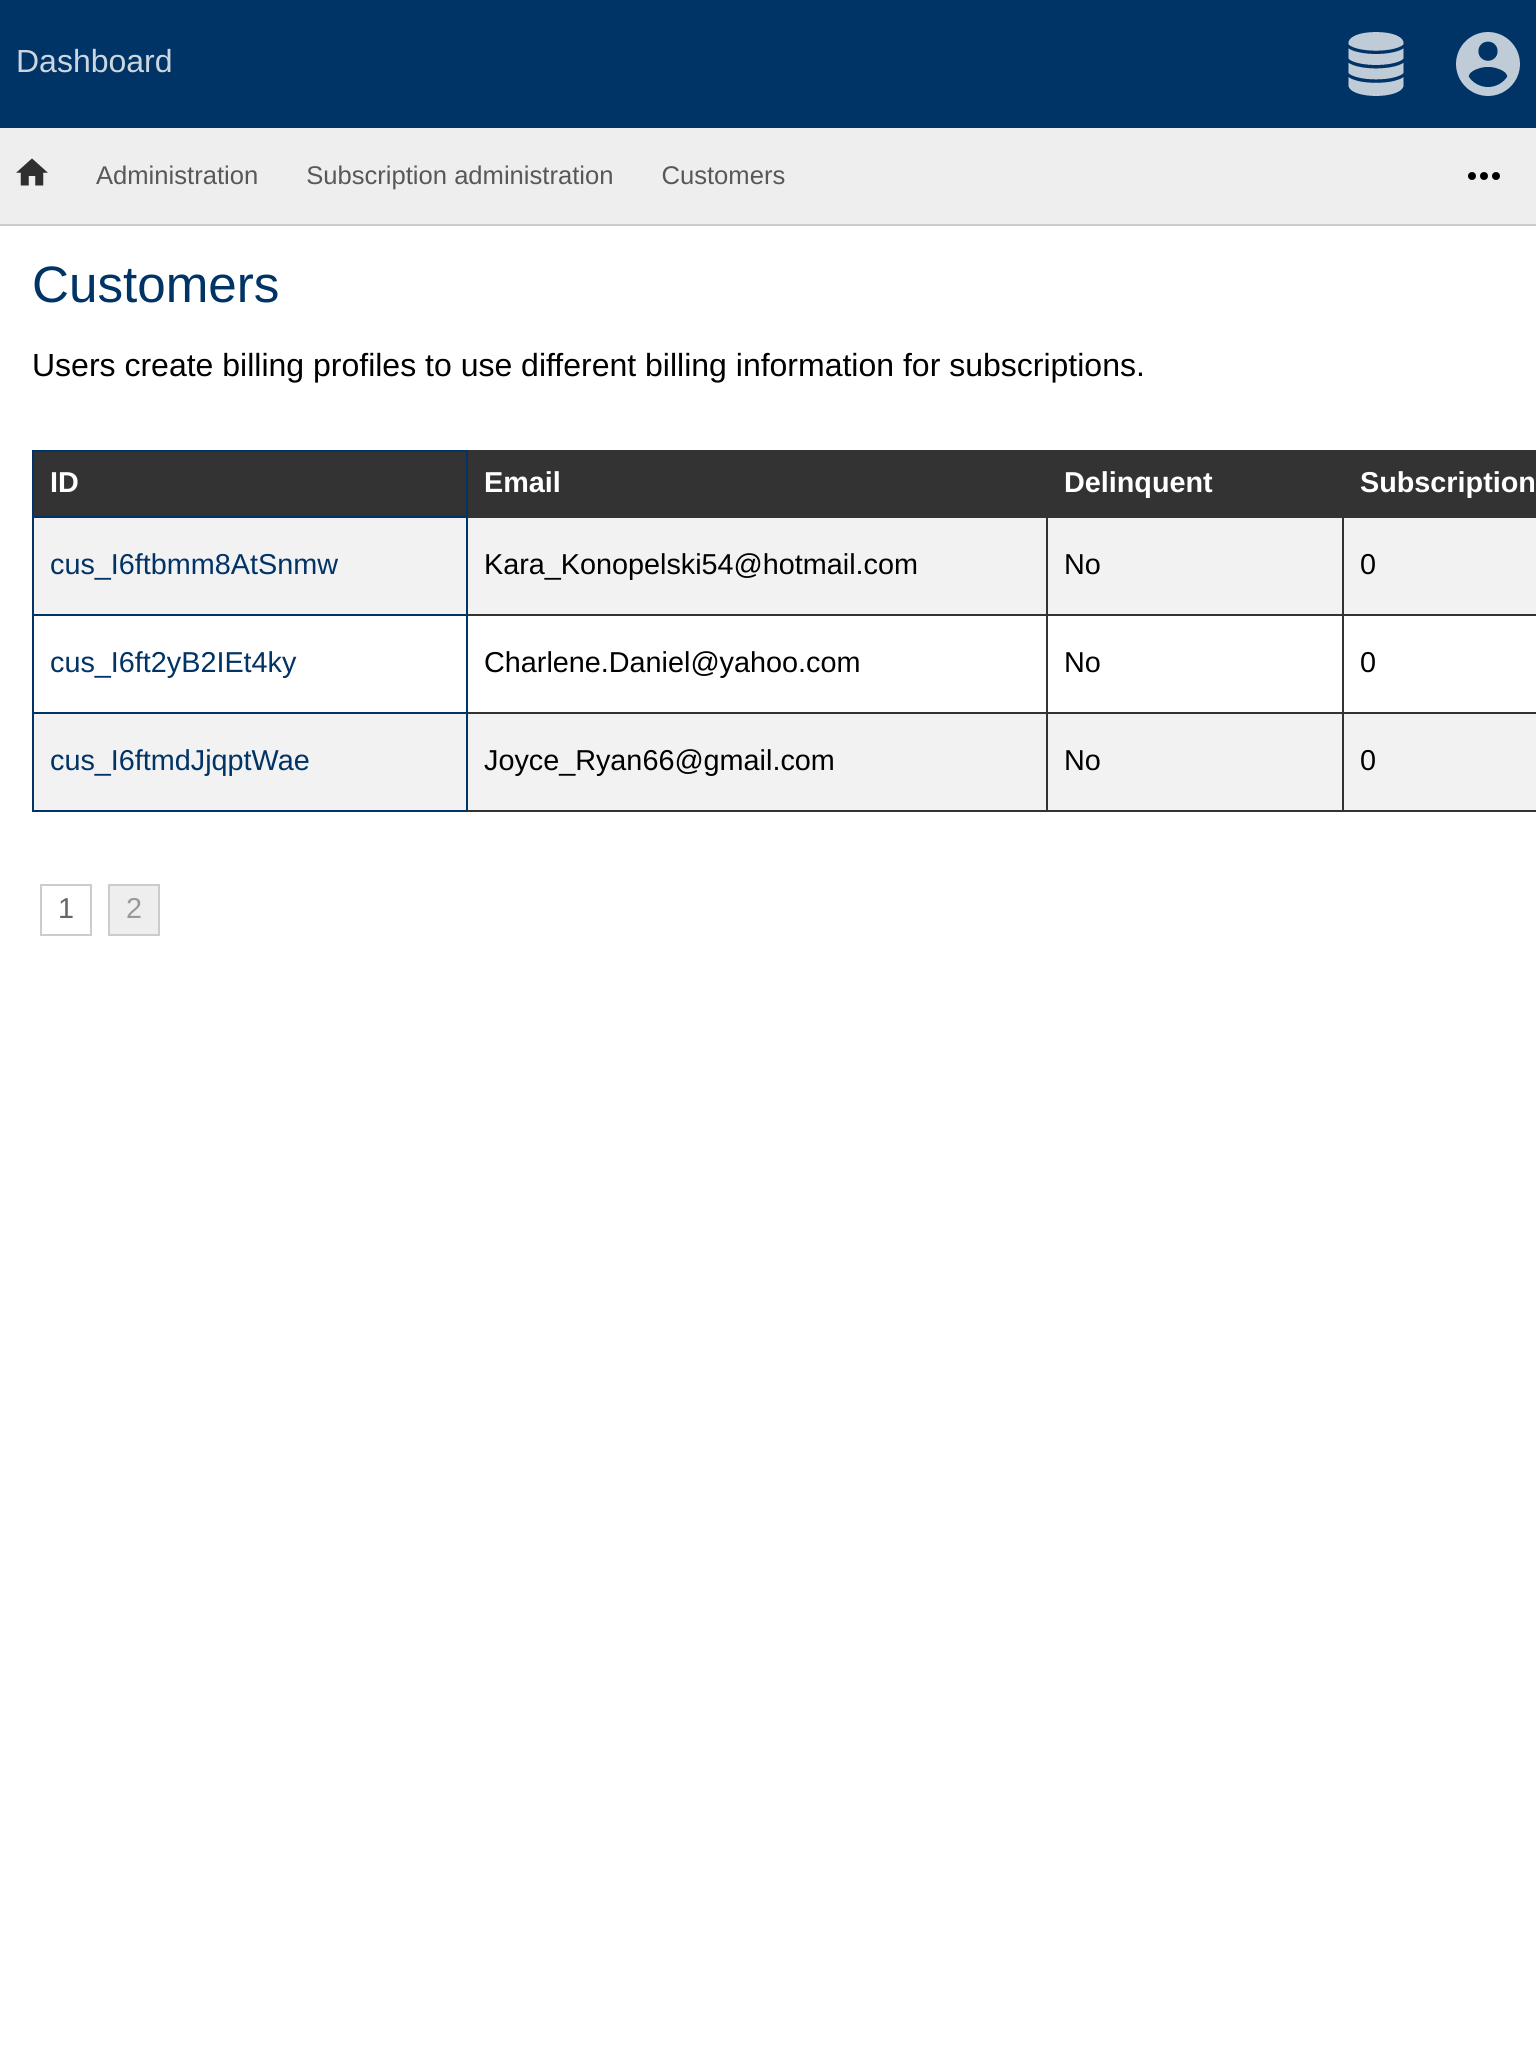 Dashboard
Administration Subscription administration Customers
Customers
Users create billing profiles to use different billing information for subscriptions.
ID Email Delinquent Subscription
cus_I6ftbmm8AtSnmw Kara_Konopelski54@hotmail.com No 0
cus_I6ft2yB2IEt4ky Charlene.Daniel@yahoo.com No 0
cus_I6ftmdJjqptWae Joyce_Ryan66@gmail.com No 0
1 2